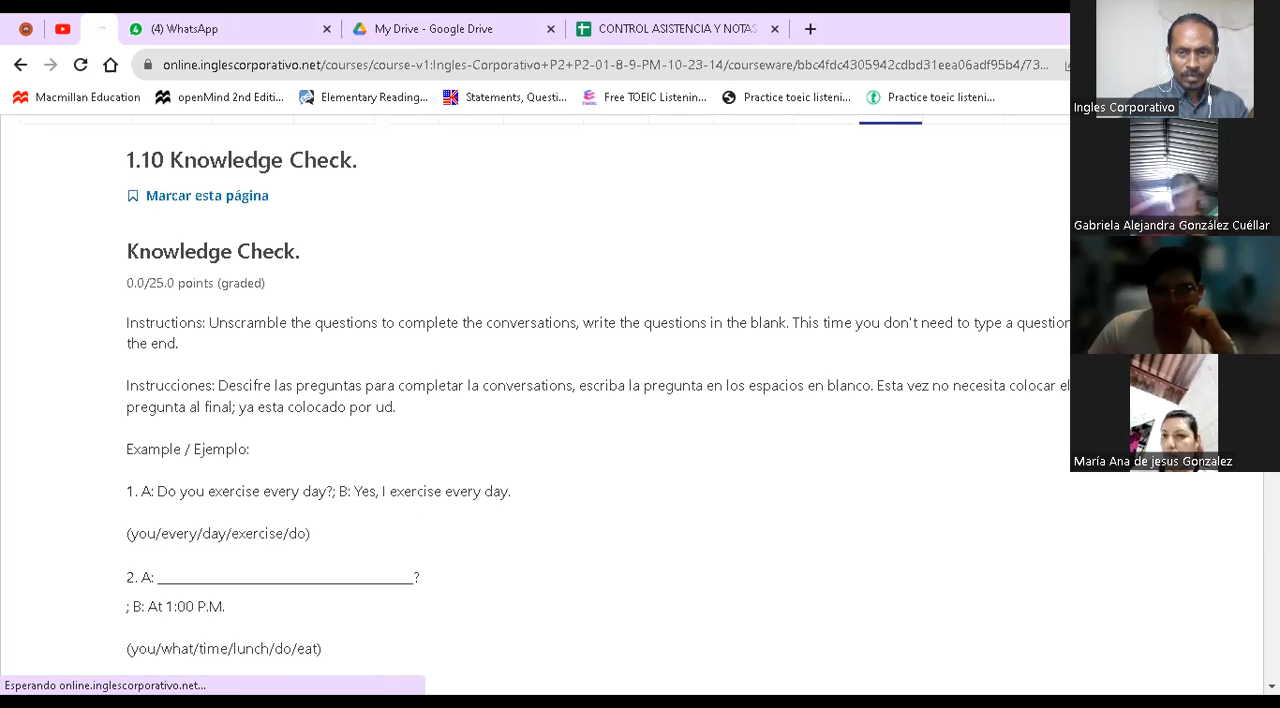 (4) WhatsApp
My Drive - Google Drive
CONTROL ASISTENCIA Y NOTAS
online.inglescorporativo.net/courses/course-v1:Ingles-Corporativo+P2+P2-01-8-9-PM-10-23-14/courseware/bbc4fdc4305942cdbd31eea06adf95b4/73...
Macmillan Education
openMind 2nd Editi...
Elementary Reading...
Statements, Questi...
Free TOEIC Listenin...
Practice toeic listeni...
Practice toeic listeni...
Ingles Corporativo
1.10 Knowledge Check.
Marcar esta página
Gabriela Alejandra González Cuéllar
Knowledge Check.
0.0/25.0 points (graded)
Instructions: Unscramble the questions to complete the conversations, write the questions in the blank. This time you don't need to type a question
the end.
Instrucciones: Descifre las preguntas para completar la conversations, escriba la pregunta en los espacios en blanco. Esta vez no necesita colocar el
pregunta al final; ya esta colocado por ud.
Example / Ejemplo:
María Ana de jesus Gonzalez
1. A: Do you exercise every day?; B: Yes, I exercise every day.
(you/every/day/exercise/do)
2. A: ________________________________?
; B: At 1:00 P.M.
(you/what/time/lunch/do/eat)
Esperando online.inglescorporativo.net...